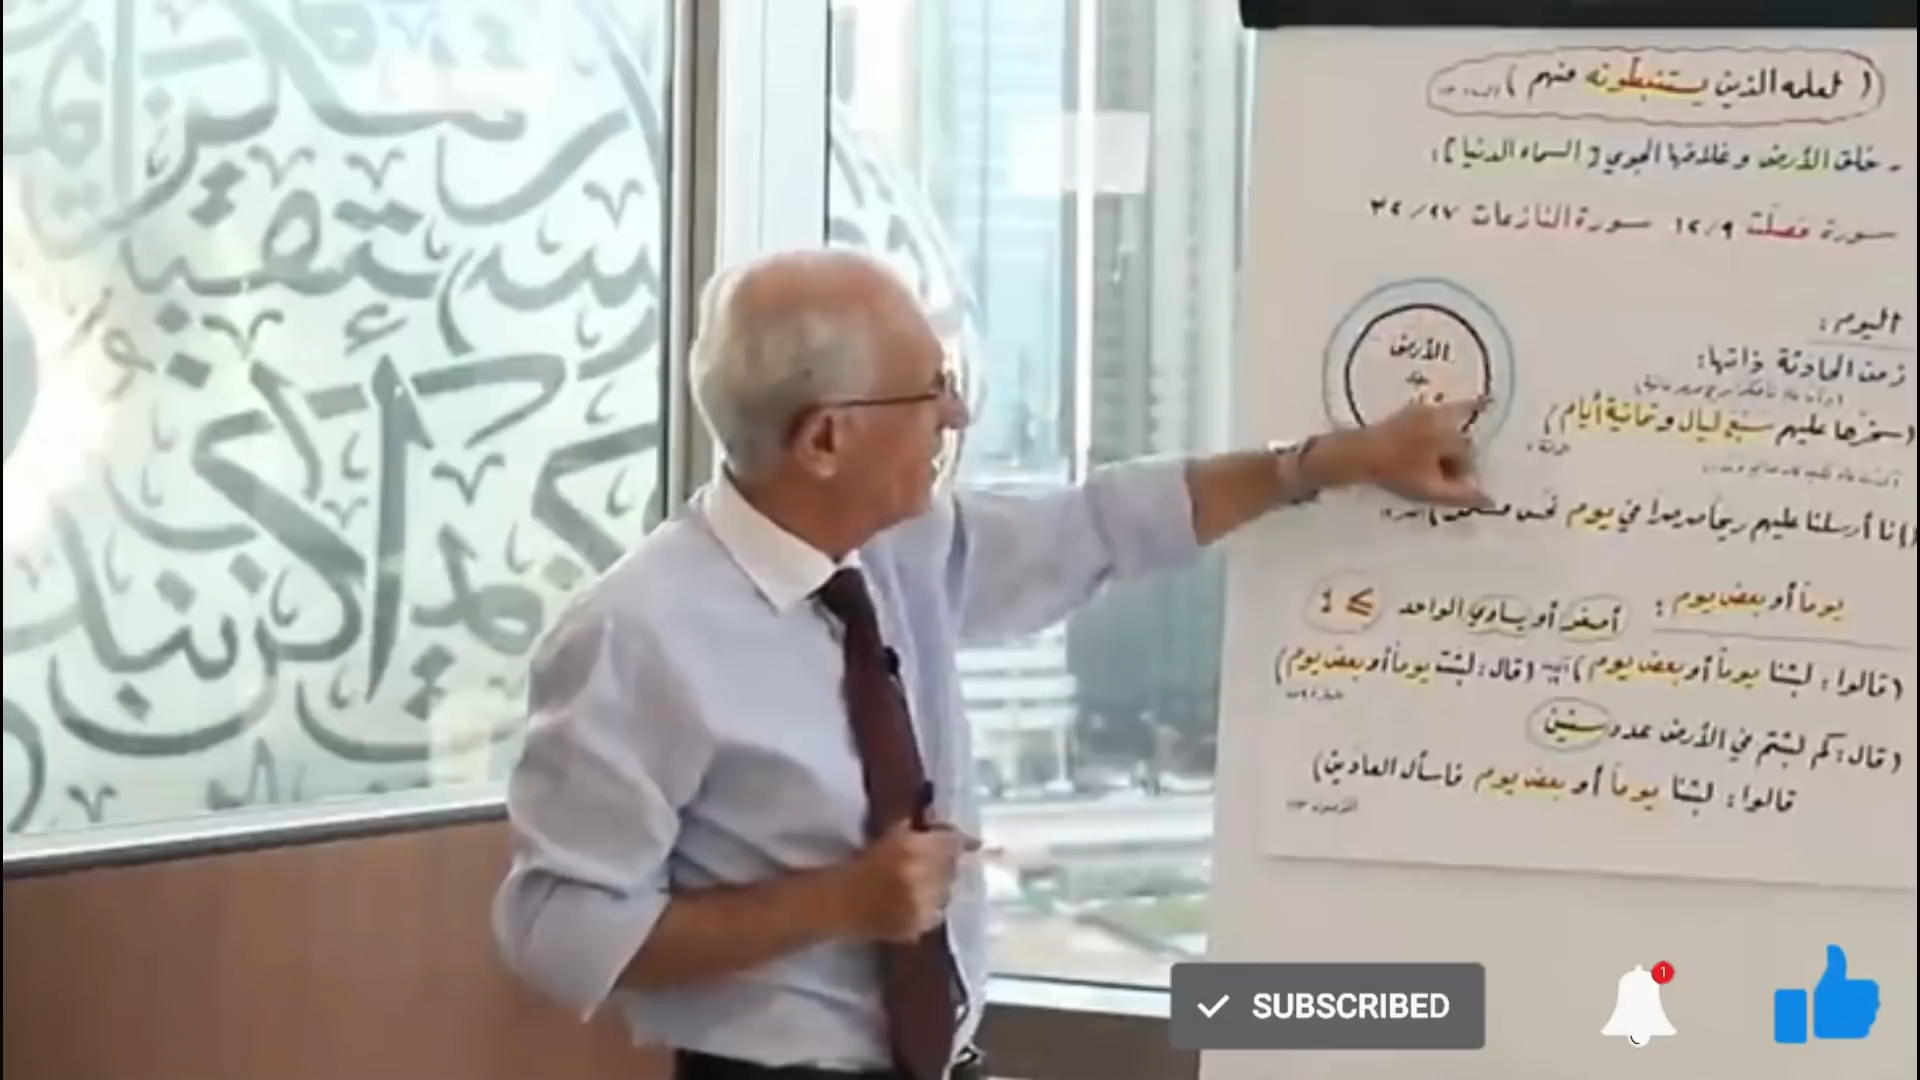 ( لعلمه الذين يستنبطونه منهم )
- خلق الأرض و غلافها الجوي ( السماء الدنيا ) :
سورة فصلت ٩/١٢ سورة النازعات ٢٧/٣٢
اليوم :
الأرض
زمن الحادثة ذاتها :
( سخرها عليهم سبع ليال و ثمانية أيام )
( إنا أرسلنا عليهم ريحاً صرصراً في يوم نحس مستمر )
يوماً أو بعض يوم : أصغر أو يساوي الواحد ≤ 1
( قالوا : لبثنا يوماً أو بعض يوم ) ( قال : لبثت يوماً أو بعض يوم )
( قال : كم لبثتم في الأرض عدد سنين
قالوا : لبثنا يوماً أو بعض يوم فاسأل العادين )
SUBSCRIBED
1